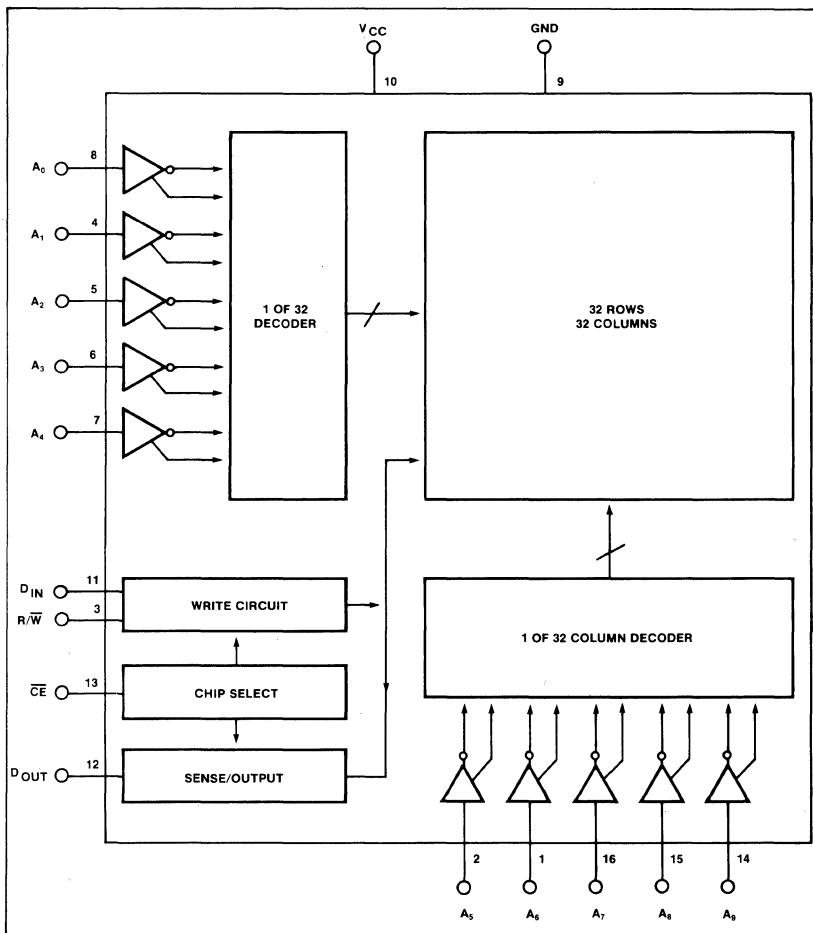 VCC GND
10 9
A0 8
A1 4
A2 5
A3 6
A4 7
1 OF 32
DECODER
32 ROWS
32 COLUMNS
DIN 11
R/W̅ 3
WRITE CIRCUIT
C̅E̅ 13
CHIP SELECT
DOUT 12
SENSE/OUTPUT
1 OF 32 COLUMN DECODER
2 1 16 15 14
A5 A6 A7 A8 A9